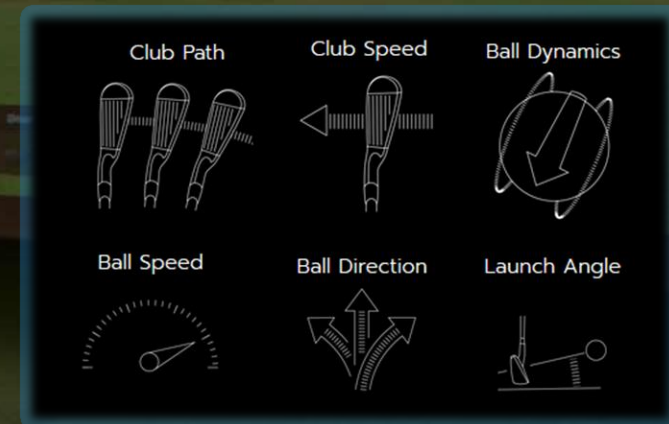 Club Path
Club Speed
Ball Dynamics
Ball Speed
Ball Direction
Launch Angle